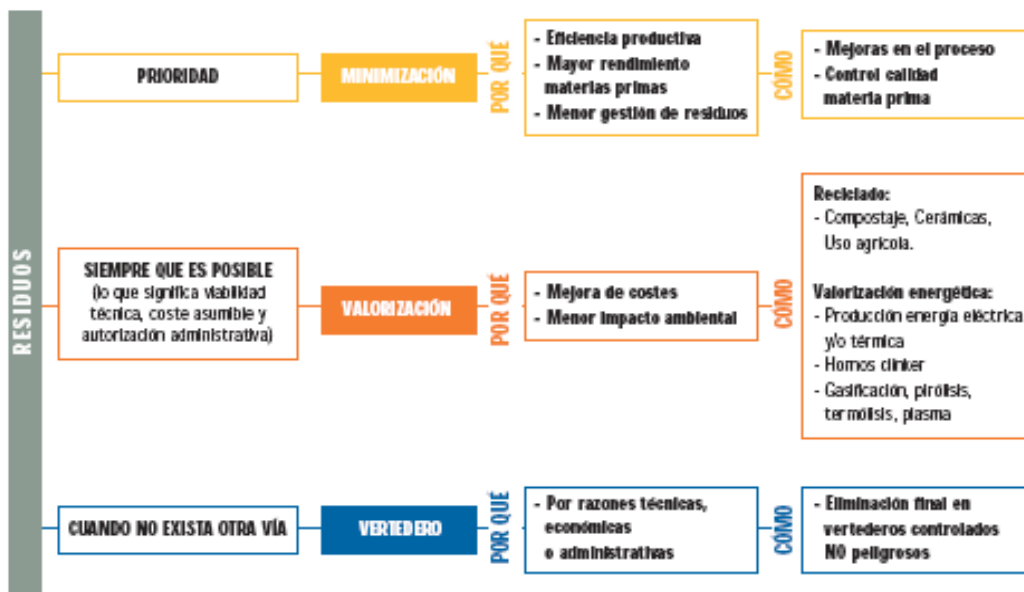 RESIDUOS
PRIORIDAD
MINIMIZACIÓN
POR QUÉ
- Eficiencia productiva
- Mayor rendimiento
materias primas
- Menor gestión de residuos
CÓMO
- Mejoras en el proceso
- Control calidad
materia prima
SIEMPRE QUE ES POSIBLE
(lo que significa viabilidad
técnica, coste asumible y
autorización administrativa)
VALORIZACIÓN
POR QUÉ
- Mejora de costes
- Menor impacto ambiental
CÓMO
Reciclado:
- Compostaje, Cerámicas,
Uso agrícola.
Valorización energética:
- Producción energía eléctrica
y/o térmica
- Hornos clinker
- Gasificación, pirólisis,
termólisis, plasma
CUANDO NO EXISTA OTRA VÍA
VERTEDERO
POR QUÉ
- Por razones técnicas,
económicas
o administrativas
CÓMO
- Eliminación final en
vertederos controlados
NO peligrosos